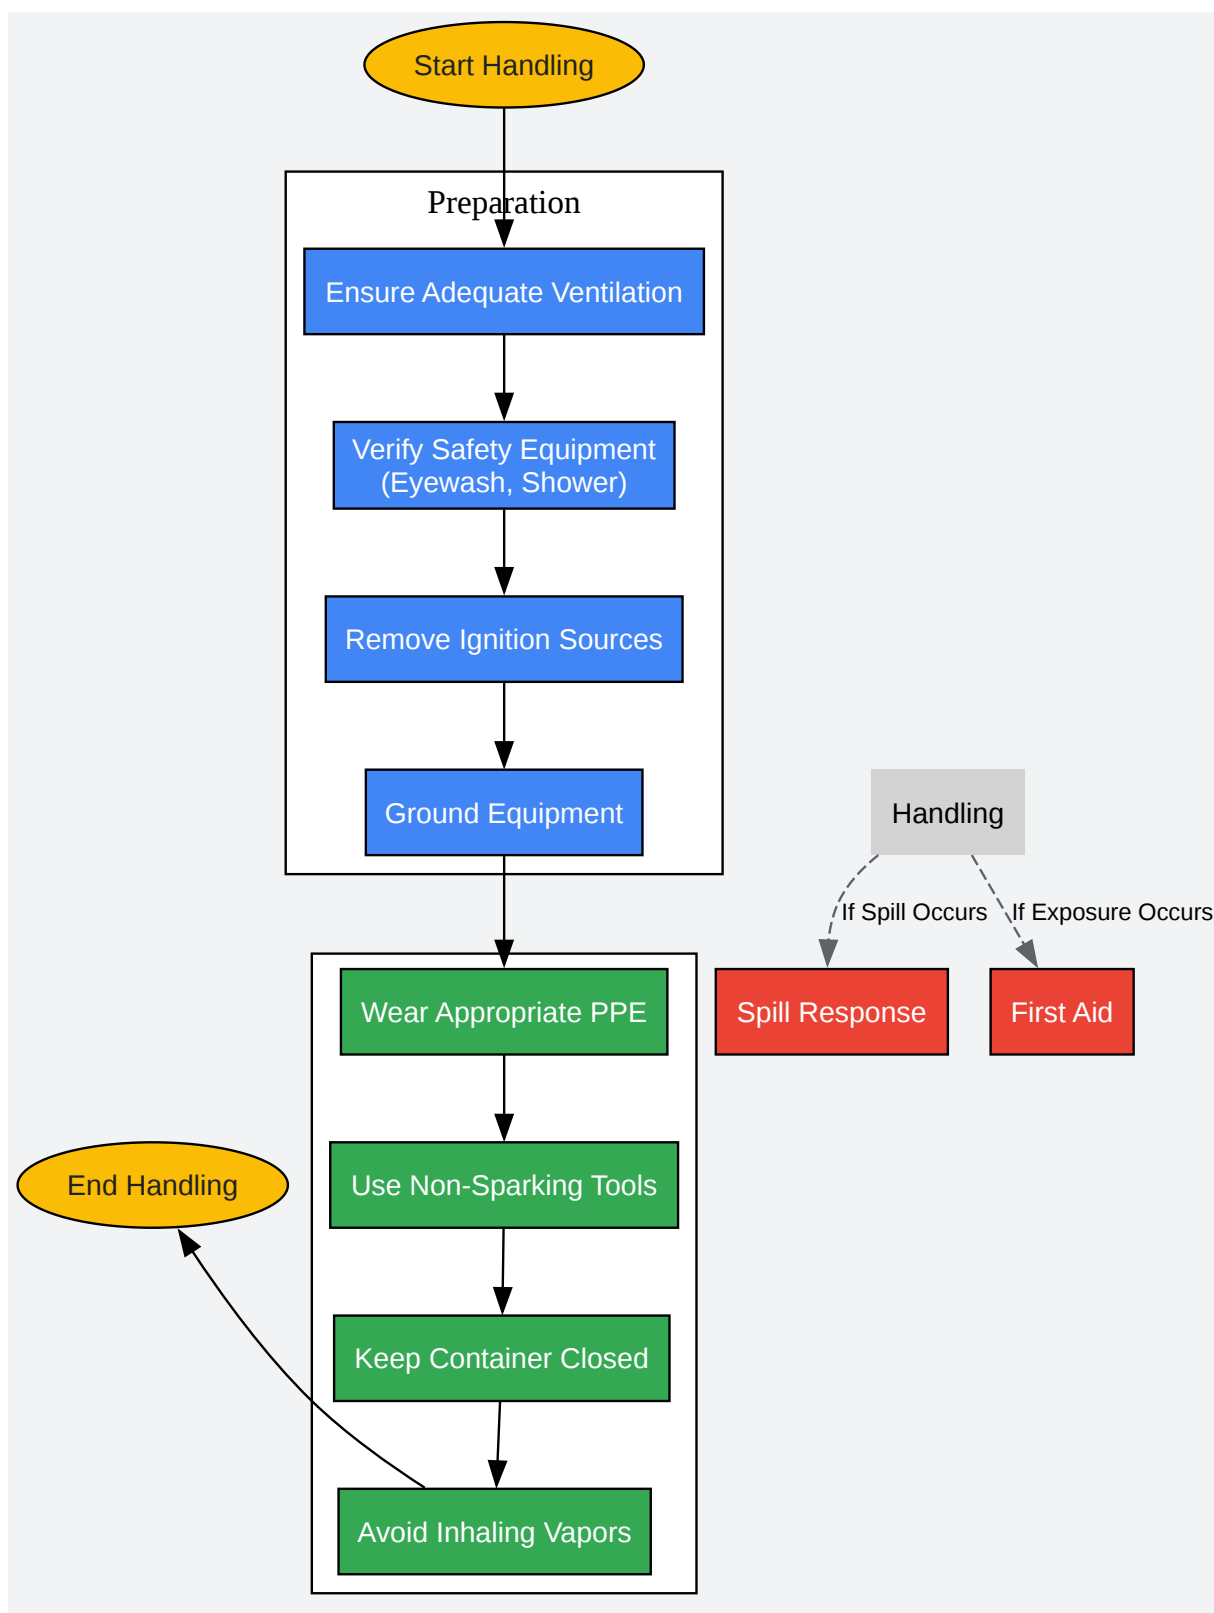 Start Handling
Preparation
Ensure Adequate Ventilation
Verify Safety Equipment
(Eyewash, Shower)
Remove Ignition Sources
Ground Equipment
Handling
If Spill Occurs
If Exposure Occurs
Wear Appropriate PPE
Spill Response
First Aid
End Handling
Use Non-Sparking Tools
Keep Container Closed
Avoid Inhaling Vapors